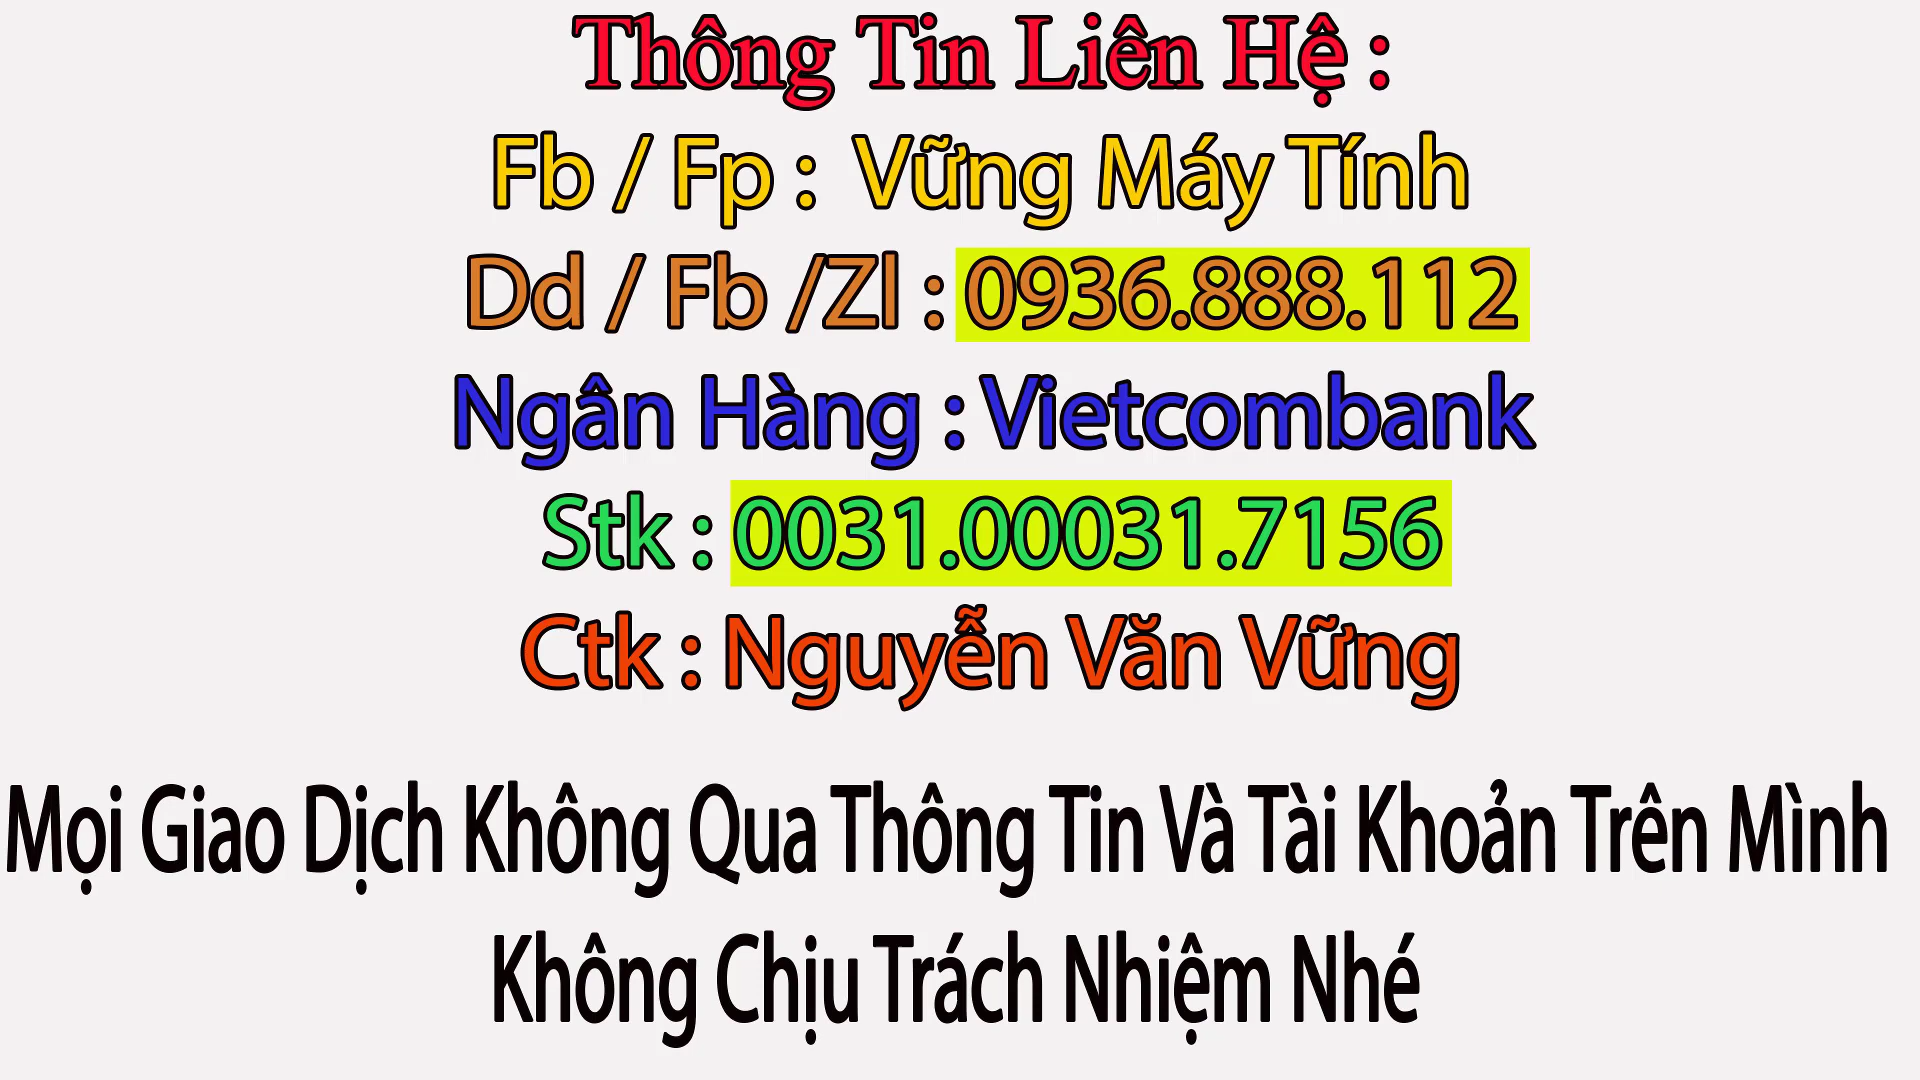 Thông Tin Liên Hệ :
Fb / Fp : Vững Máy Tính
Dd / Fb /Zl : 0936.888.112
Ngân Hàng : Vietcombank
Stk : 0031.00031.7156
Ctk : Nguyễn Văn Vững
Mọi Giao Dịch Không Qua Thông Tin Và Tài Khoản Trên Mình
Không Chịu Trách Nhiệm Nhé